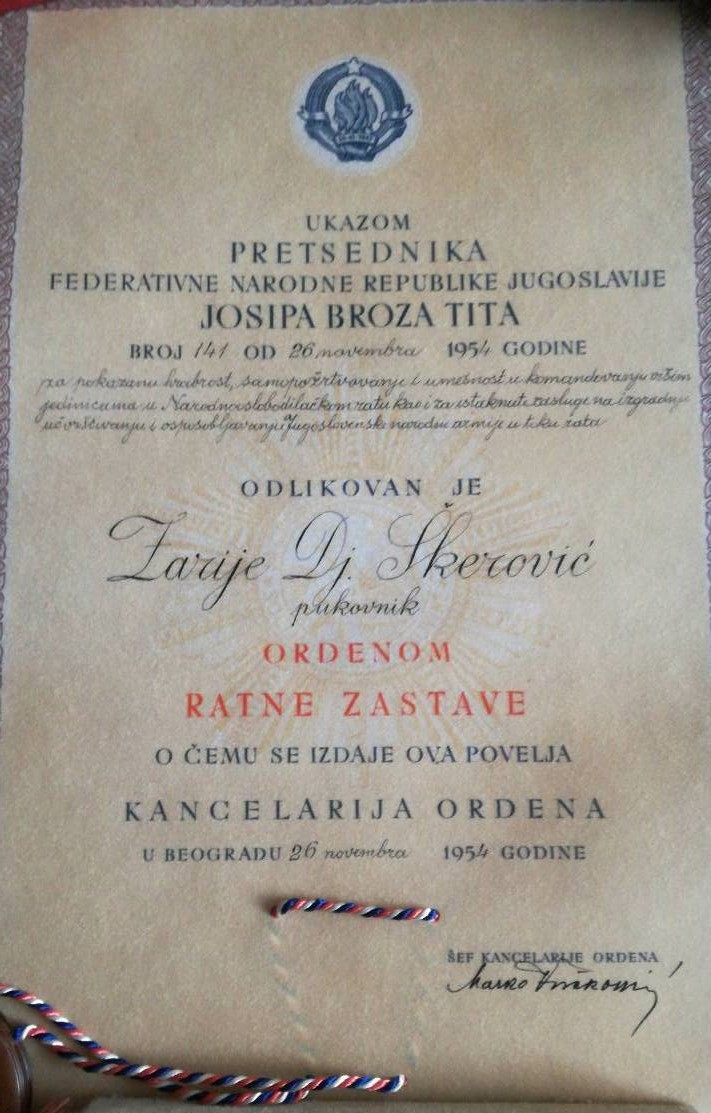 UKAZOM
PRETSEDNIKA
FEDERATIVNE NARODNE REPUBLIKE JUGOSLAVIJE
JOSIPA BROZA TITA
BROJ 141 OD 26 novembra 1954 GODINE
za pokazanu hrabrost, samopožrtvovanje i umešnost u komandovanju višim
jedinicama u Narodnooslobodilačkom ratu kao i za istaknute zasluge na izgradnji
učvršćivanju i osposobljavanju Jugoslovenske narodne armije u toku rata
ODLIKOVAN JE
Zarije Dj. Škerović
pukovnik
ORDENOM
RATNE ZASTAVE
O ČEMU SE IZDAJE OVA POVELJA
KANCELARIJA ORDENA
U BEOGRADU 26 novembra 1954 GODINE
ŠEF KANCELARIJE ORDENA
Marko